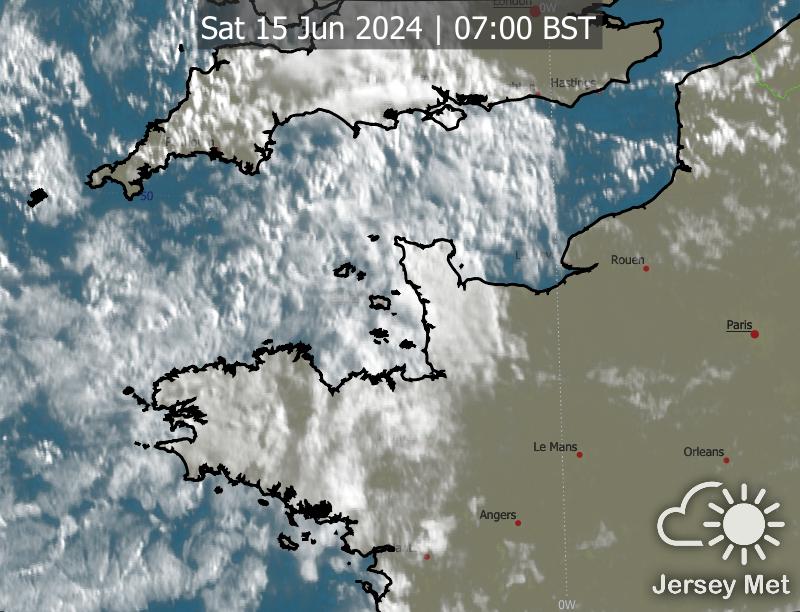 London
0W
Sat 15 Jun 2024 | 07:00 BST
Hastings
50
Rouen
Paris
Le Mans
Orleans
Angers
Jersey Met
0W